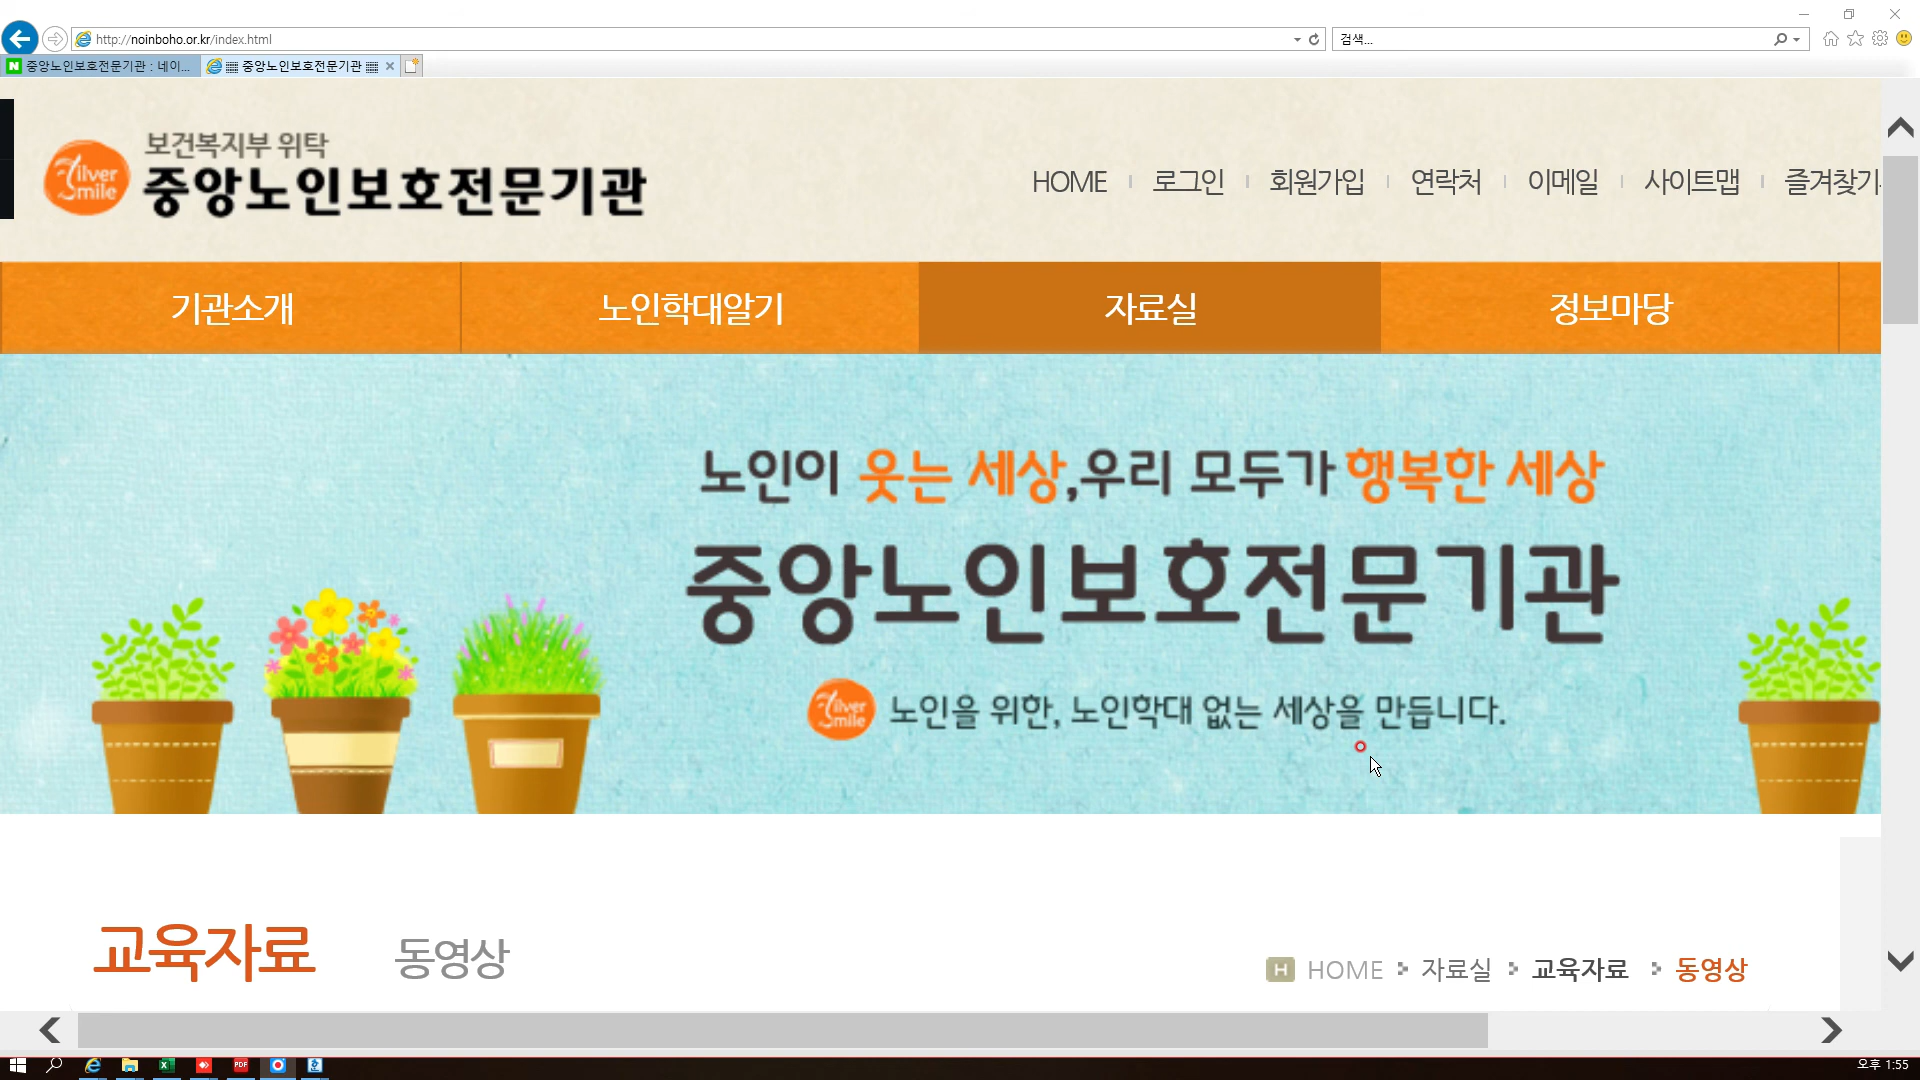 http://noinboho.or.kr/index.html
검색...
중앙노인보호전문기관 : 네이...
▦ 중앙노인보호전문기관 ▦
Silver Smile
보건복지부 위탁
중앙노인보호전문기관
HOME 로그인 회원가입 연락처 이메일 사이트맵 즐겨찾기
기관소개 노인학대알기 자료실 정보마당
노인이 웃는 세상,우리 모두가 행복한 세상
중앙노인보호전문기관
Silver Smile
노인을 위한, 노인학대 없는 세상을 만듭니다.
교육자료 동영상
H HOME 자료실 교육자료 동영상
PDF
오후 1:55